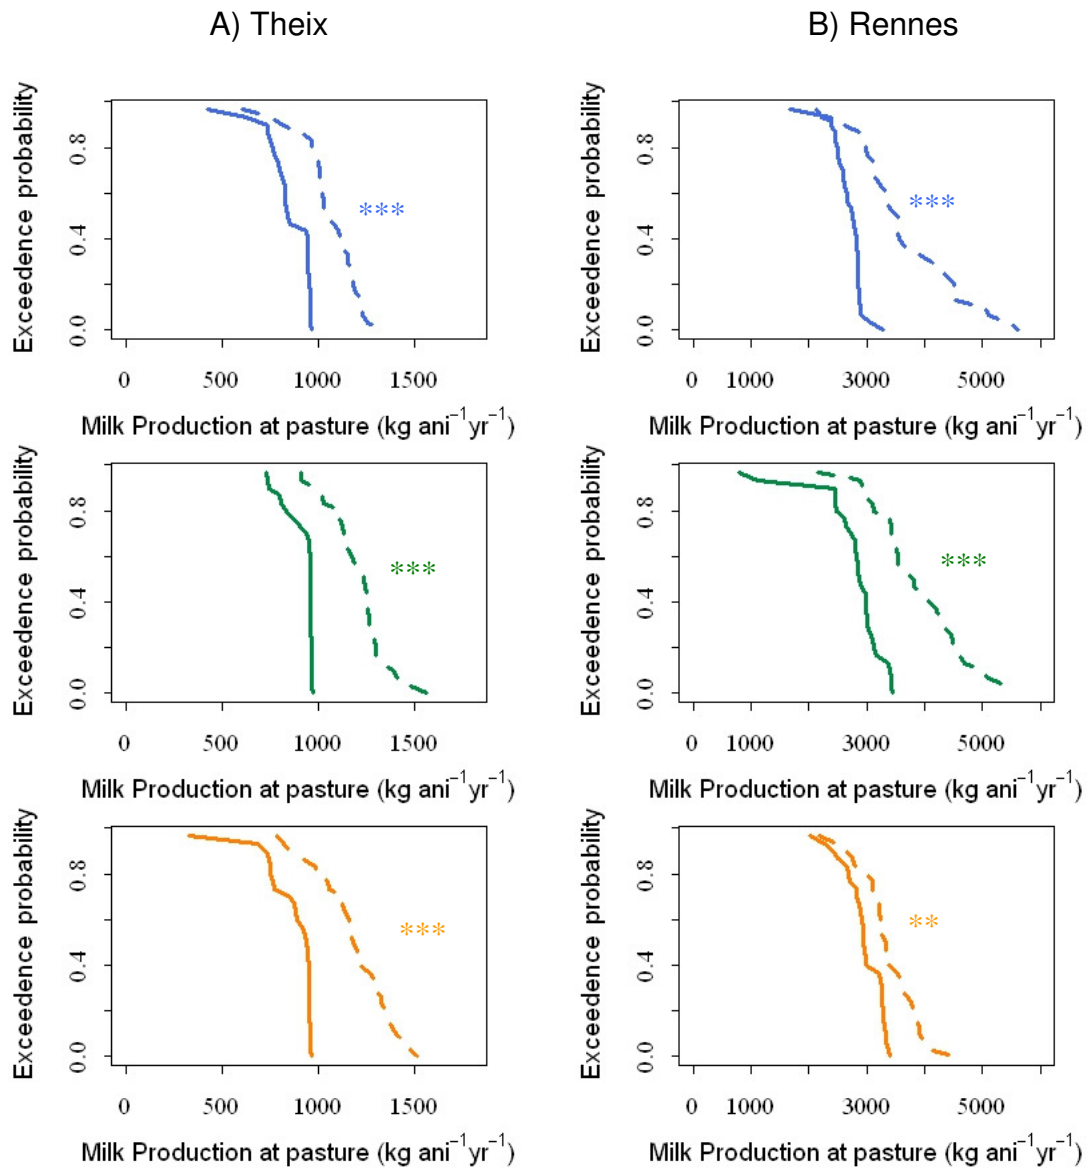 A) Theix
B) Rennes
Exceedence probability
0.8
0.4
0.0
***
0 500 1000 1500
Milk Production at pasture (kg ani⁻¹yr⁻¹)
Exceedence probability
0.8
0.4
0.0
***
0 1000 3000 5000
Milk Production at pasture (kg ani⁻¹yr⁻¹)
Exceedence probability
0.8
0.4
0.0
***
0 500 1000 1500
Milk Production at pasture (kg ani⁻¹yr⁻¹)
Exceedence probability
0.8
0.4
0.0
***
0 1000 3000 5000
Milk Production at pasture (kg ani⁻¹yr⁻¹)
Exceedence probability
0.8
0.4
0.0
***
0 500 1000 1500
Milk Production at pasture (kg ani⁻¹yr⁻¹)
Exceedence probability
0.8
0.4
0.0
**
0 1000 3000 5000
Milk Production at pasture (kg ani⁻¹yr⁻¹)